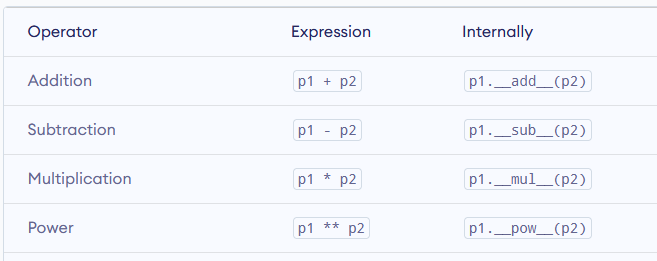 Operator Expression Internally
Addition p1 + p2 p1.__add__(p2)
Subtraction p1 - p2 p1.__sub__(p2)
Multiplication p1 * p2 p1.__mul__(p2)
Power p1 ** p2 p1.__pow__(p2)